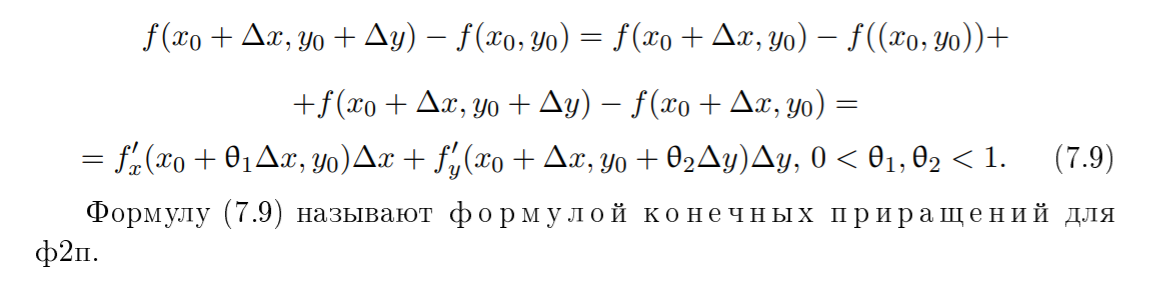 f(x₀ + Δx, y₀ + Δy) − f(x₀, y₀) = f(x₀ + Δx, y₀) − f((x₀, y₀))+
+f(x₀ + Δx, y₀ + Δy) − f(x₀ + Δx, y₀) =
= f′ₓ(x₀ + θ₁Δx, y₀)Δx + f′ᵧ(x₀ + Δx, y₀ + θ₂Δy)Δy, 0 < θ₁, θ₂ < 1. (7.9)
Формулу (7.9) называют формулой конечных приращений для
ф2п.